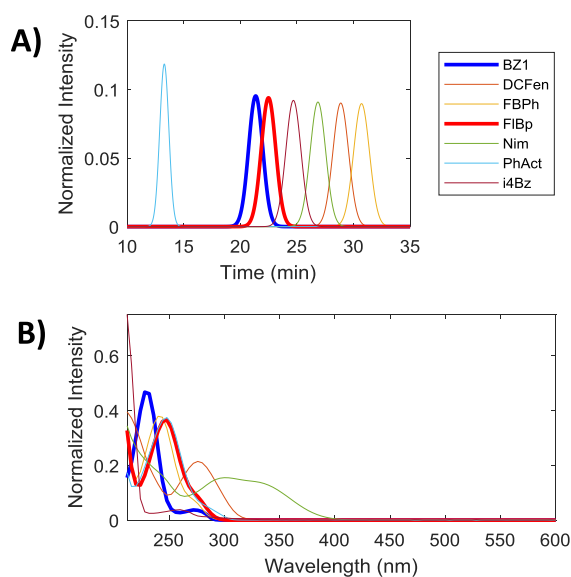 A)
Normalized Intensity
0.15
0.1
0.05
0
10 15 20 25 30 35
Time (min)
BZ1
DCFen
FBPh
FlBp
Nim
PhAct
i4Bz
B)
Normalized Intensity
0.6
0.4
0.2
0
250 300 350 400 450 500 550 600
Wavelength (nm)